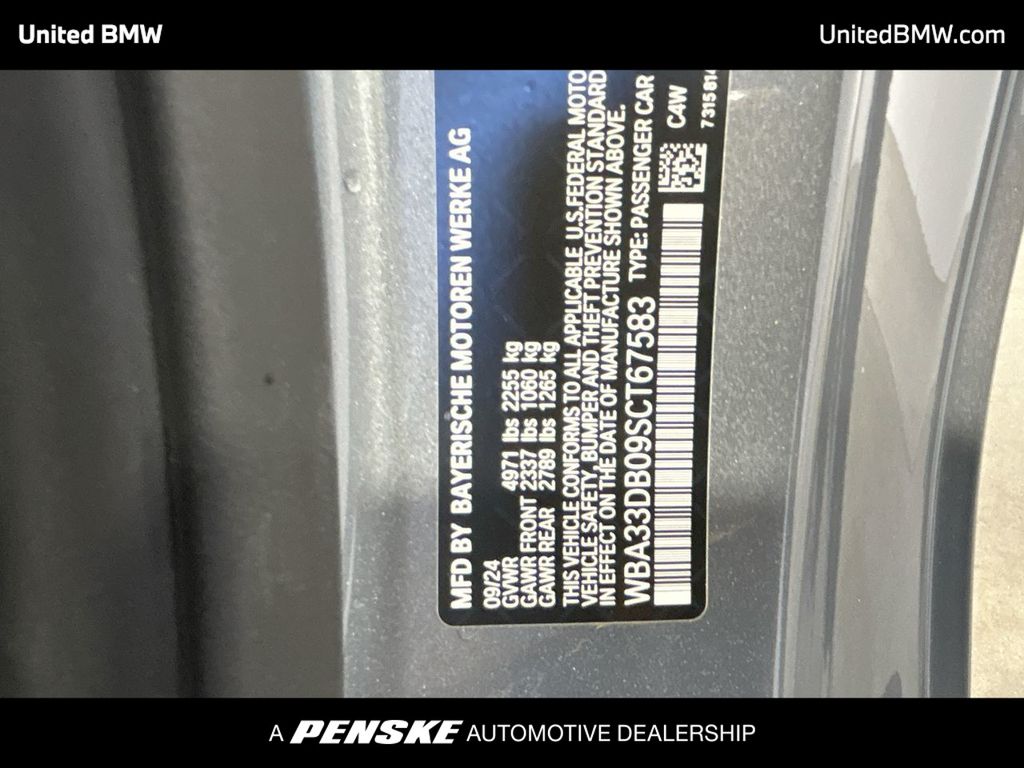 United BMW
UnitedBMW.com
MFD BY BAYERISCHE MOTOREN WERKE AG
09/24
GVWR 4971 lbs 2255 kg
GAWR FRONT 2337 lbs 1060 kg
GAWR REAR 2789 lbs 1265 kg
THIS VEHICLE CONFORMS TO ALL APPLICABLE U.S.FEDERAL MOTO
VEHICLE SAFETY, BUMPER AND THEFT PREVENTION STANDARD
IN EFFECT ON THE DATE OF MANUFACTURE SHOWN ABOVE.
WBA33DB09SCT67583 TYPE: PASSENGER CAR
C4W
7315814
A PENSKE AUTOMOTIVE DEALERSHIP